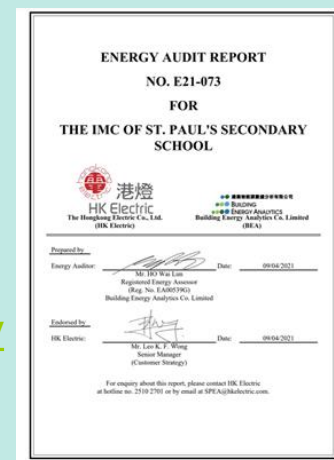 ENERGY AUDIT REPORT
NO. E21-073
FOR
THE IMC OF ST. PAUL'S SECONDARY
SCHOOL
港燈
HK Electric
The Hongkong Electric Co., Ltd.
(HK Electric)
BUILDING
ENERGY ANALYTICS
Building Energy Analytics Co. Limited
(BEA)
Prepared by
Energy Auditor:
Date: 09/04/2021
Mr. HO Wai Lun
Registered Energy Assessor
(Reg. No. EA00539G)
Building Energy Analytics Co. Limited
Endorsed by
HK Electric:
Date: 09/04/2021
Mr. Leo K. F. Wong
Senior Manager
(Customer Strategy)
For enquiry about this report, please contact HK Electric
at hotline no. 2510 2701 or by email at SPEA@hkelectric.com.